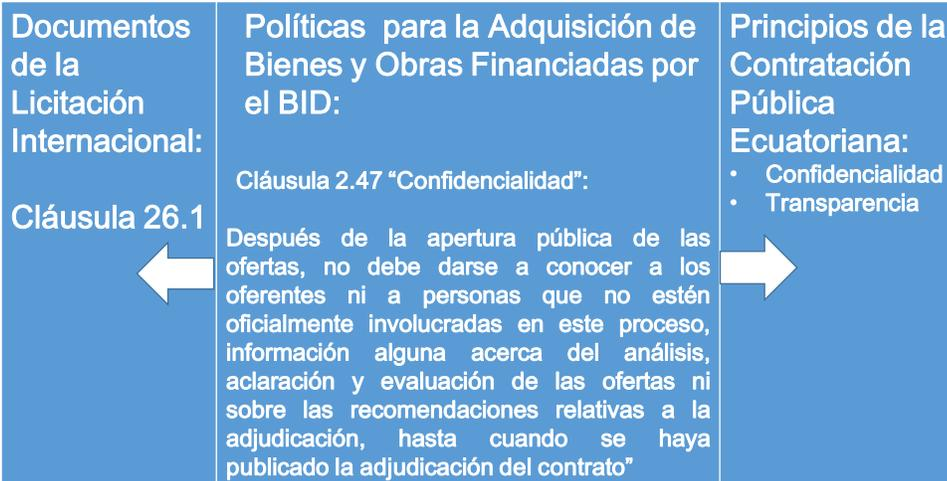 Documentos
de la
Licitación
Internacional:
Cláusula 26.1
Políticas para la Adquisición de
Bienes y Obras Financiadas por
el BID:
Cláusula 2.47 “Confidencialidad”:
Después de la apertura pública de las
ofertas, no debe darse a conocer a los
oferentes ni a personas que no estén
oficialmente involucradas en este proceso,
información alguna acerca del análisis,
aclaración y evaluación de las ofertas ni
sobre las recomendaciones relativas a la
adjudicación, hasta cuando se haya
publicado la adjudicación del contrato”
Principios de la
Contratación
Pública
Ecuatoriana:
• Confidencialidad
• Transparencia